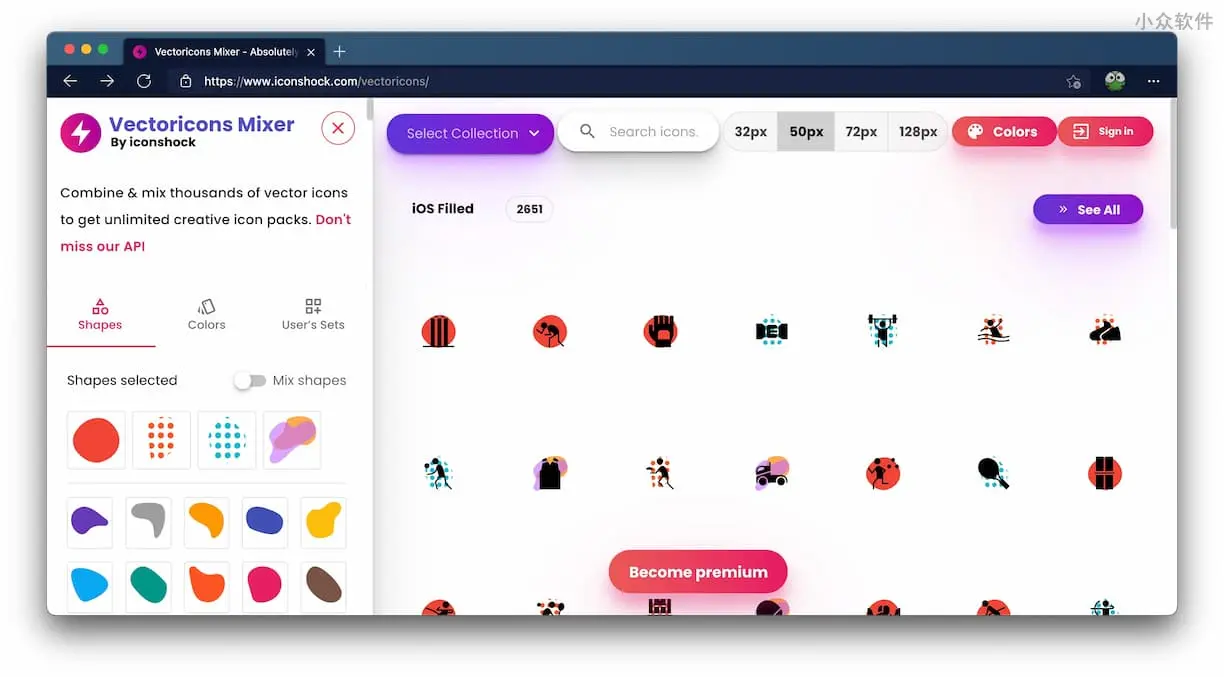 小众软件
Vectoricons Mixer - Absolutely
https://www.iconshock.com/vectoricons/
Vectoricons Mixer
By iconshock
Combine & mix thousands of vector icons
to get unlimited creative icon packs. Don't
miss our API
Shapes
Colors
User's Sets
Shapes selected
Mix shapes
Select Collection
Search icons.
32px
50px
72px
128px
Colors
Sign in
iOS Filled
2651
See All
Become premium